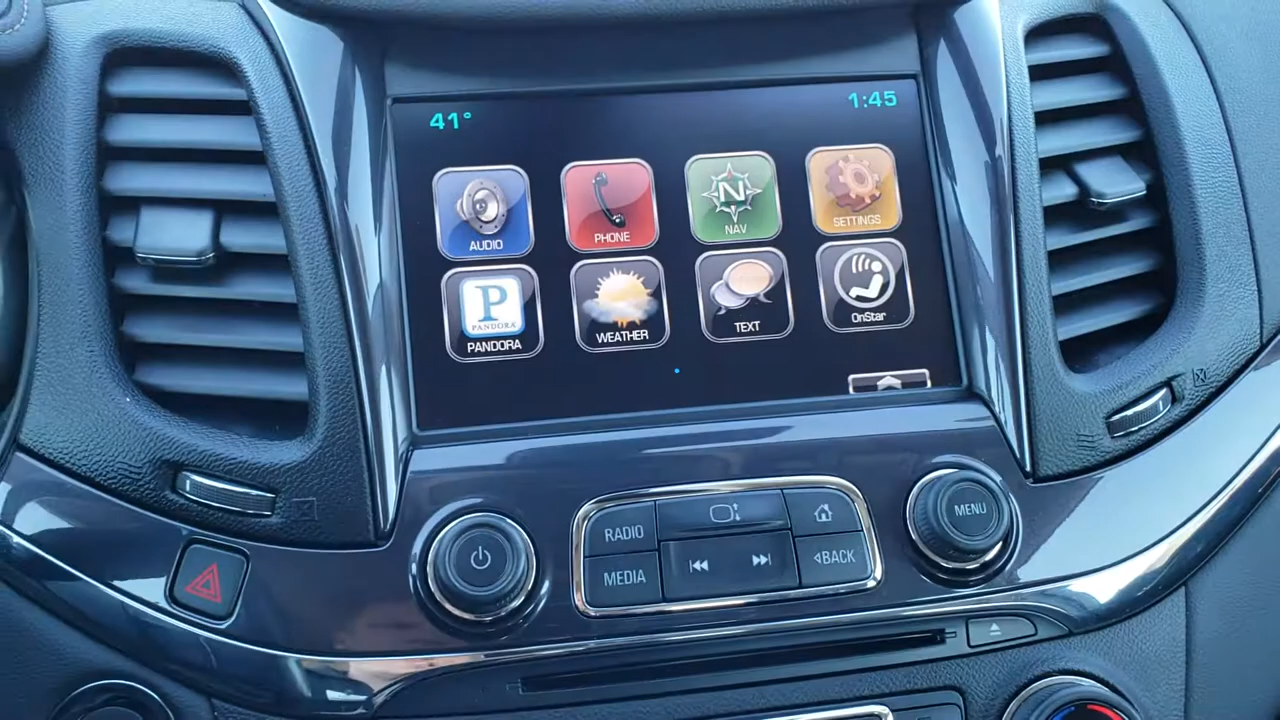 41°
1:45
AUDIO
PHONE
N
NAV
SETTINGS
P
PANDORA
PANDORA
WEATHER
TEXT
OnStar
RADIO
MEDIA
BACK
MENU